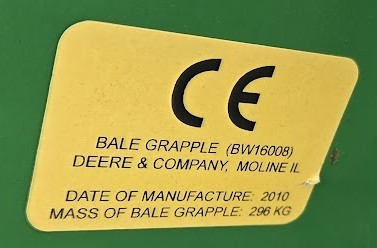 CE
BALE GRAPPLE (BW16008)
DEERE & COMPANY, MOLINE IL
DATE OF MANUFACTURE: 2010
MASS OF BALE GRAPPLE: 296 KG